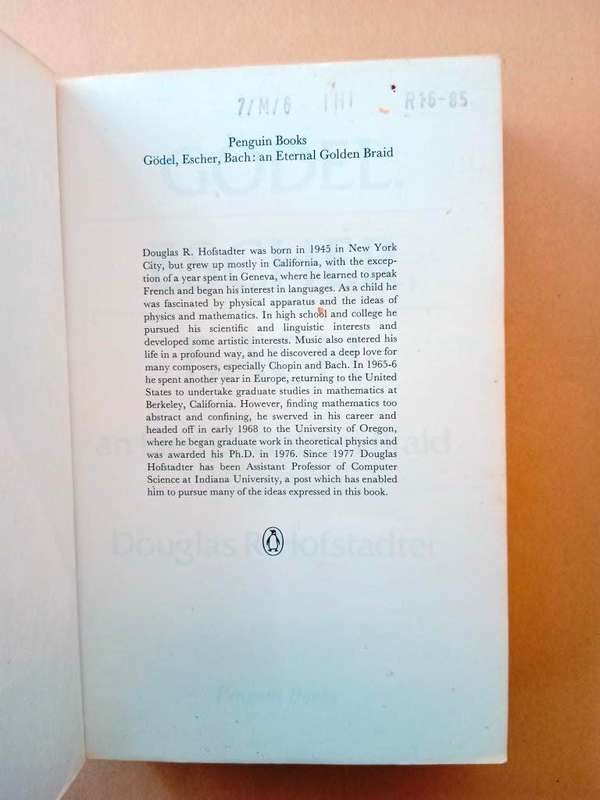 7/M/6 R16-85
Penguin Books
Gödel, Escher, Bach: an Eternal Golden Braid
GÖDEL,
Douglas R. Hofstadter was born in 1945 in New York
City, but grew up mostly in California, with the excep-
tion of a year spent in Geneva, where he learned to speak
French and began his interest in languages. As a child he
was fascinated by physical apparatus and the ideas of
physics and mathematics. In high school and college he
pursued his scientific and linguistic interests and
developed some artistic interests. Music also entered his
life in a profound way, and he discovered a deep love for
many composers, especially Chopin and Bach. In 1965-6
he spent another year in Europe, returning to the United
States to undertake graduate studies in mathematics at
Berkeley, California. However, finding mathematics too
abstract and confining, he swerved in his career and
headed off in early 1968 to the University of Oregon,
where he began graduate work in theoretical physics and
was awarded his Ph.D. in 1976. Since 1977 Douglas
Hofstadter has been Assistant Professor of Computer
Science at Indiana University, a post which has enabled
him to pursue many of the ideas expressed in this book.
Douglas R. Hofstadter
Penguin Books